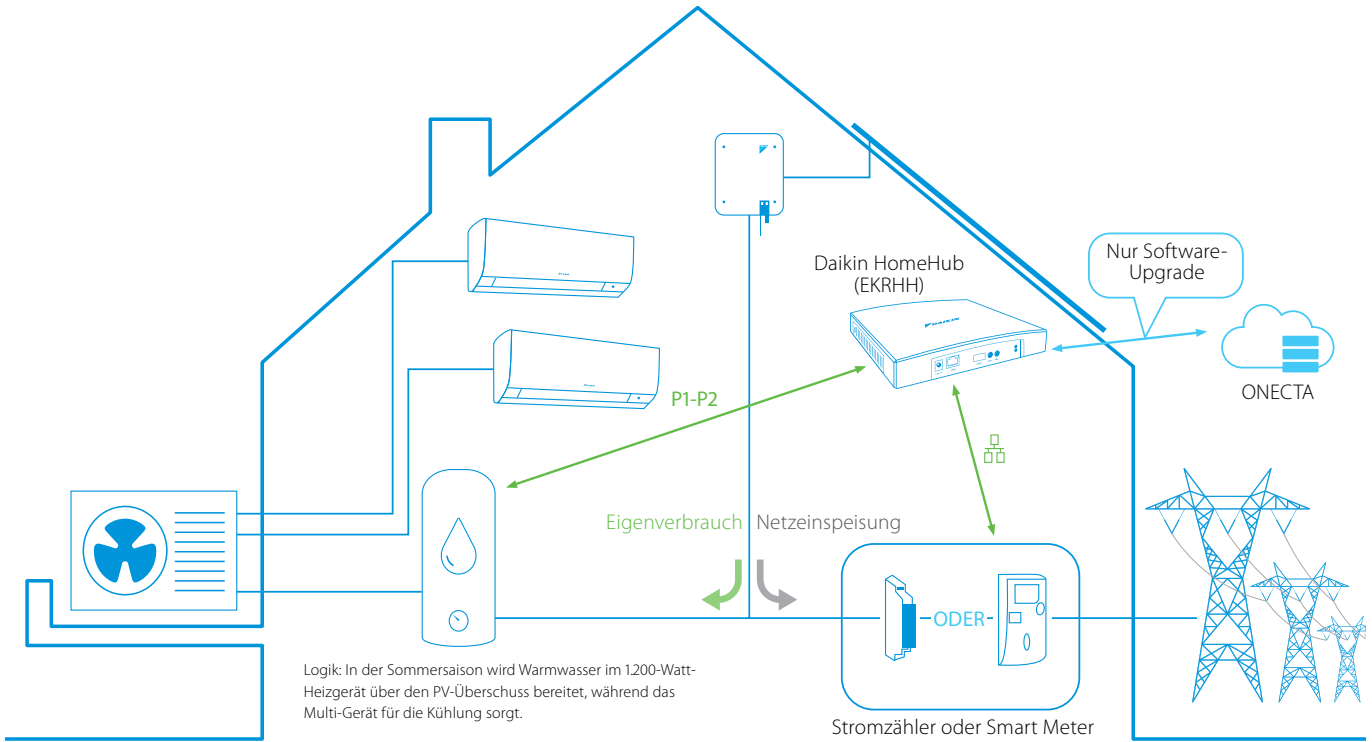 Daikin HomeHub
(EKRHH)
Nur Software-
Upgrade
DAIKIN
ONECTA
P1-P2
Eigenverbrauch
Netzeinspeisung
ODER
Logik: In der Sommersaison wird Warmwasser im 1.200-Watt-
Heizgerät über den PV-Überschuss bereitet, während das
Multi-Gerät für die Kühlung sorgt.
Stromzähler oder Smart Meter